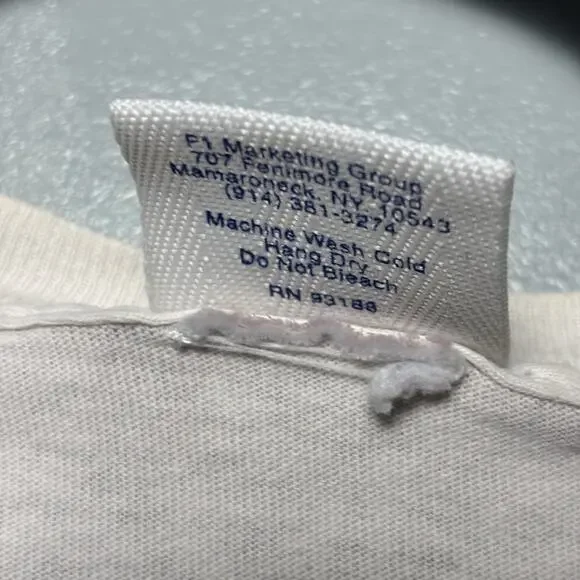 F1 Marketing Group
707 Fenimore Road
Mamaroneck, NY. 10543
(914) 381-3274
Machine Wash Cold
Hang Dry
Do Not Bleach
RN 93188